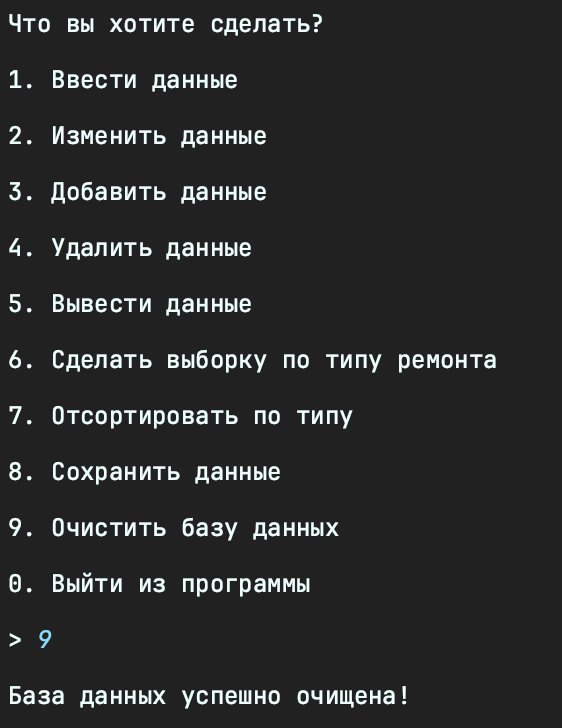 Что вы хотите сделать?
1. Ввести данные
2. Изменить данные
3. Добавить данные
4. Удалить данные
5. Вывести данные
6. Сделать выборку по типу ремонта
7. Отсортировать по типу
8. Сохранить данные
9. Очистить базу данных
0. Выйти из программы
> 9
База данных успешно очищена!